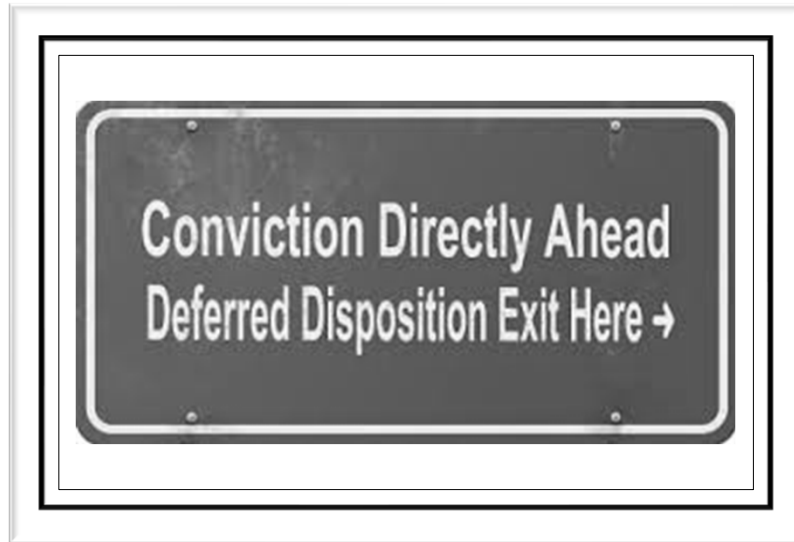 Conviction Directly Ahead
Deferred Disposition Exit Here →